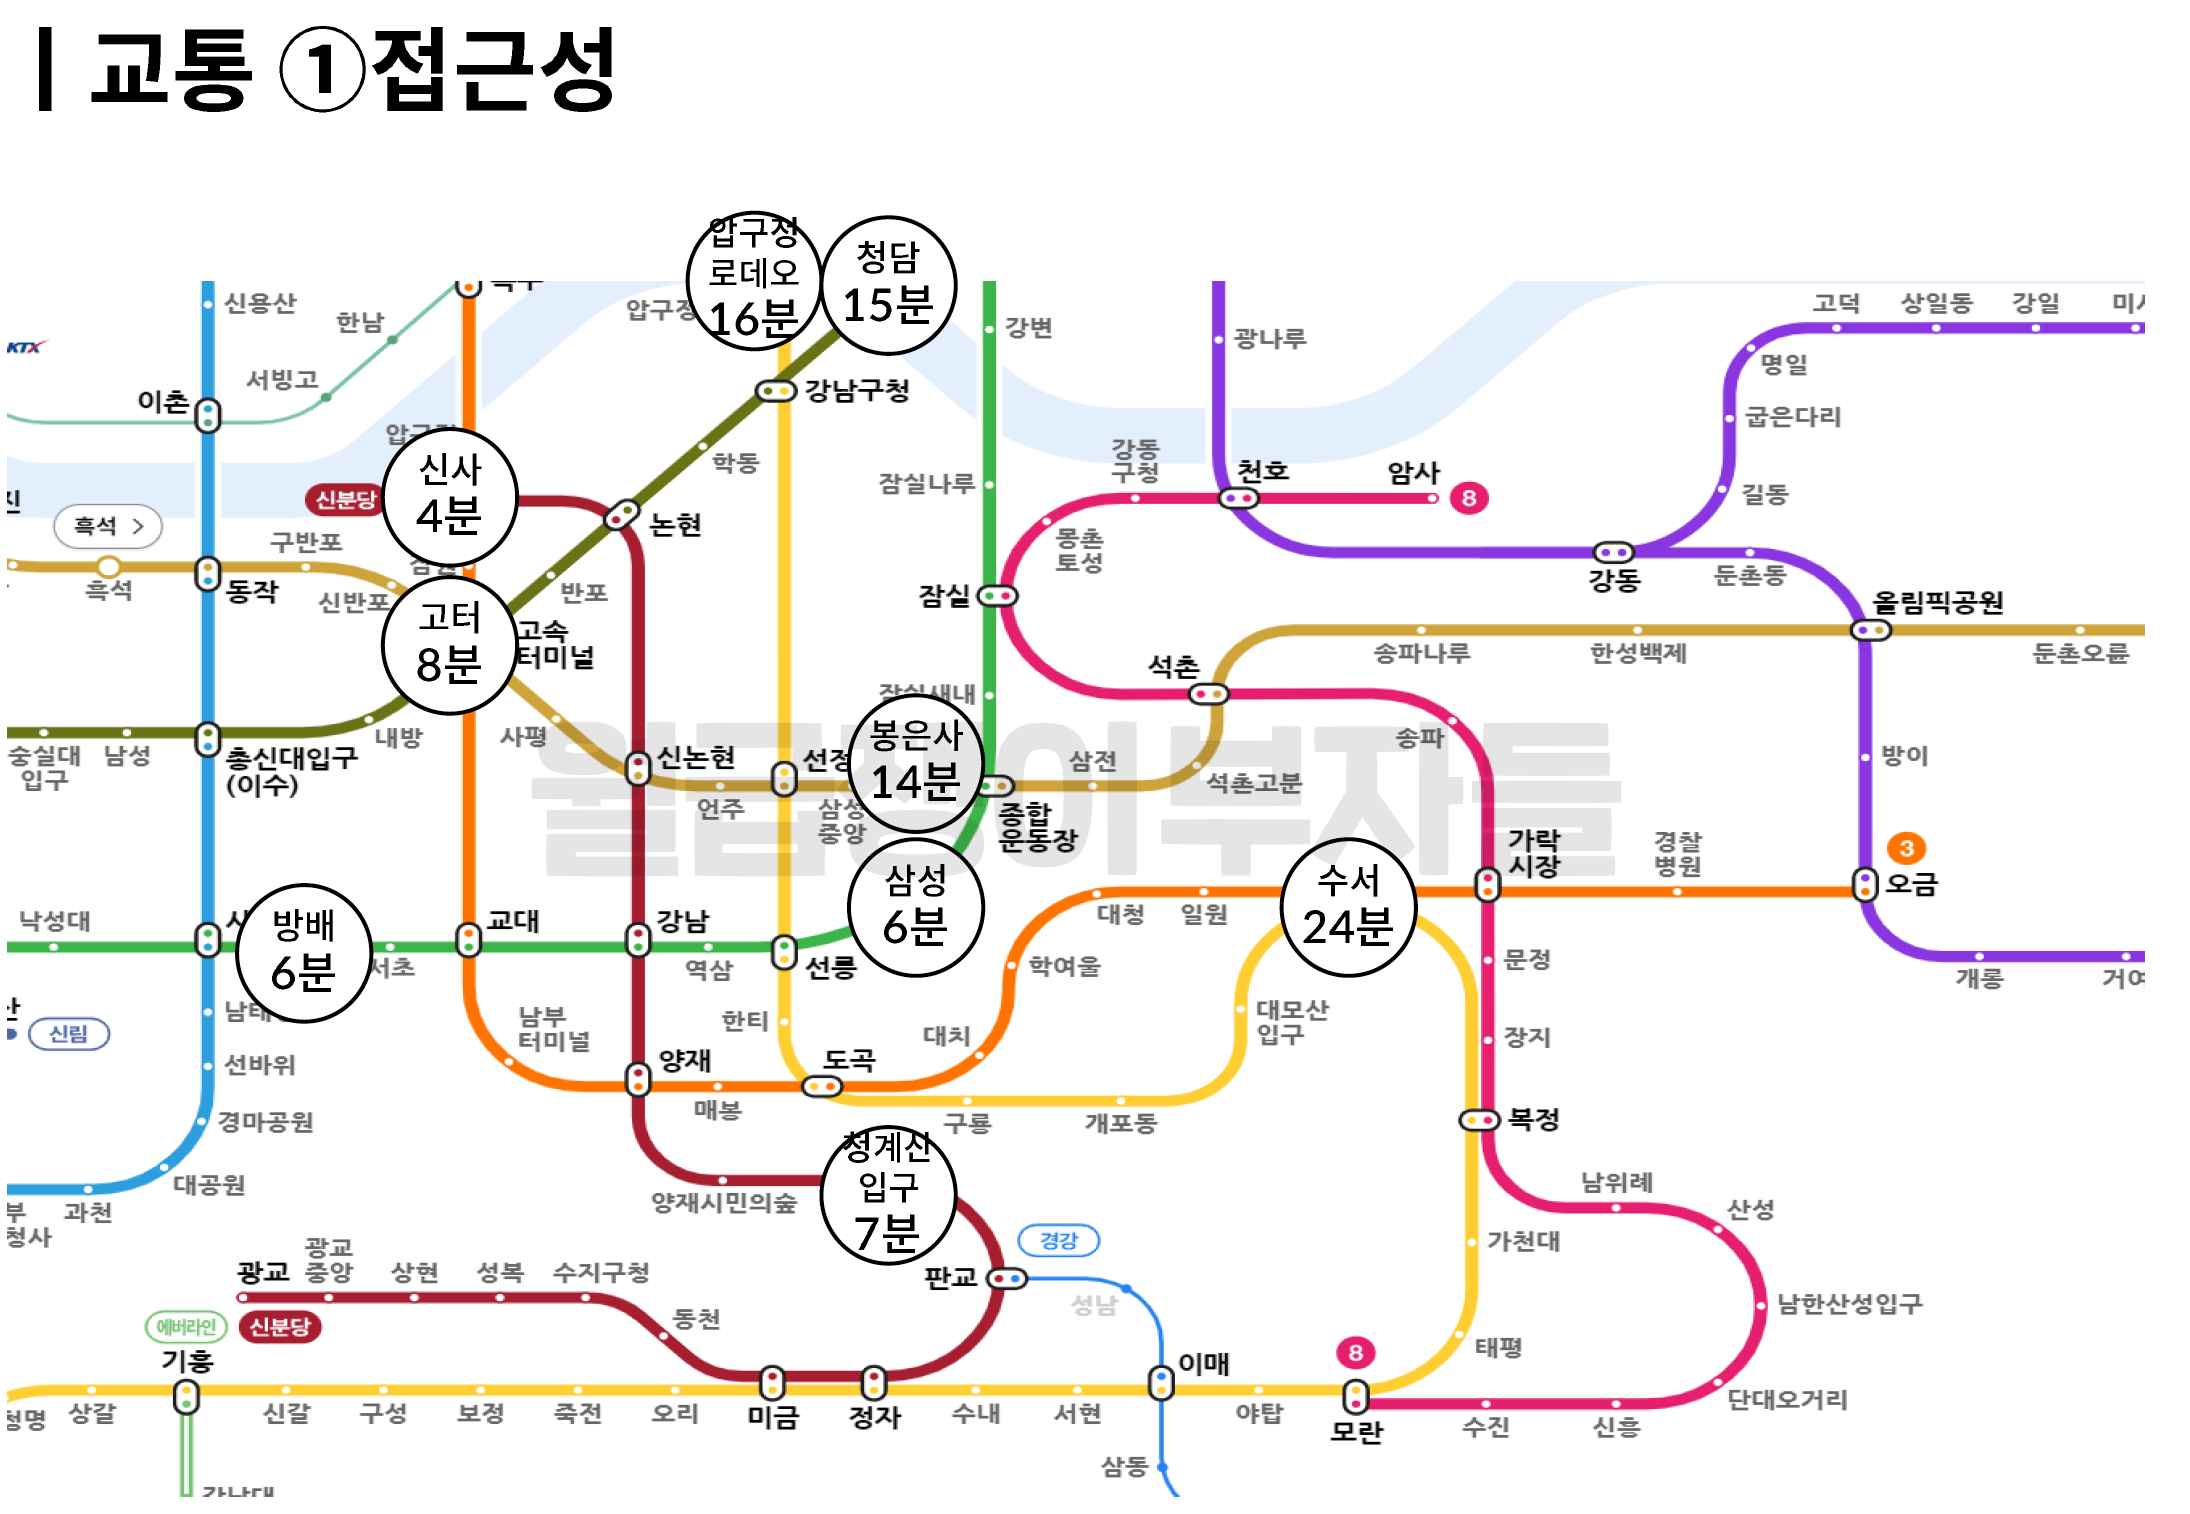 | 교통 ①접근성
압구정
로데오
16분
청담
15분
신용산
한남
압구정
강변
광나루
고덕
상일동
강일
KTX
서빙고
이촌
강남구청
명일
굽은다리
학동
강동
구청
천호
암사
8
잠실나루
길동
신사
4분
신분당
논현
흑석 >
구반포
몽촌
토성
강동
둔촌동
흑석
동작
신반포
반포
잠실
올림픽공원
고터
8분
고속
터미널
송파나루
한성백제
둔촌오륜
석촌
잠실새내
숭실대
입구
남성
총신대입구
(이수)
내방
사평
신논현
봉은사
14분
언주
삼성
중앙
종합
운동장
삼전
석촌고분
송파
방이
월급쟁이부자들
가락
시장
경찰
병원
3
오금
삼성
6분
수서
24분
대청
일원
낙성대
방배
6분
서초
교대
강남
역삼
선릉
학여울
문정
개롱
신림
남부
터미널
한티
대치
대모산
입구
장지
선바위
양재
매봉
도곡
구룡
개포동
복정
경마공원
대공원
과천
청사
양재시민의숲
청계산
입구
7분
남위례
산성
가천대
경강
판교
성남
광교
광교
중앙
상현
성복
수지구청
남한산성입구
에버라인
신분당
동천
기흥
이매
8
태평
상갈
신갈
구성
보정
죽전
오리
미금
정자
수내
서현
야탑
모란
수진
신흥
단대오거리
삼동